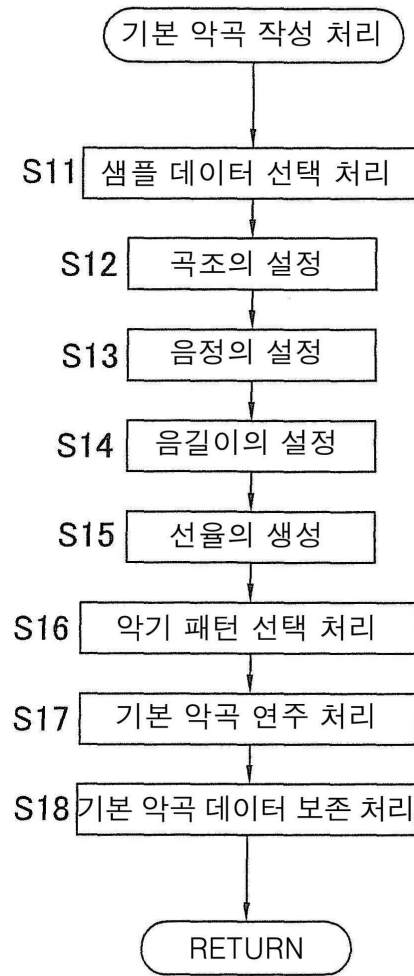 기본 악곡 작성 처리
S11 샘플 데이터 선택 처리
S12 곡조의 설정
S13 음정의 설정
S14 음길이의 설정
S15 선율의 생성
S16 악기 패턴 선택 처리
S17 기본 악곡 연주 처리
S18 기본 악곡 데이터 보존 처리
RETURN